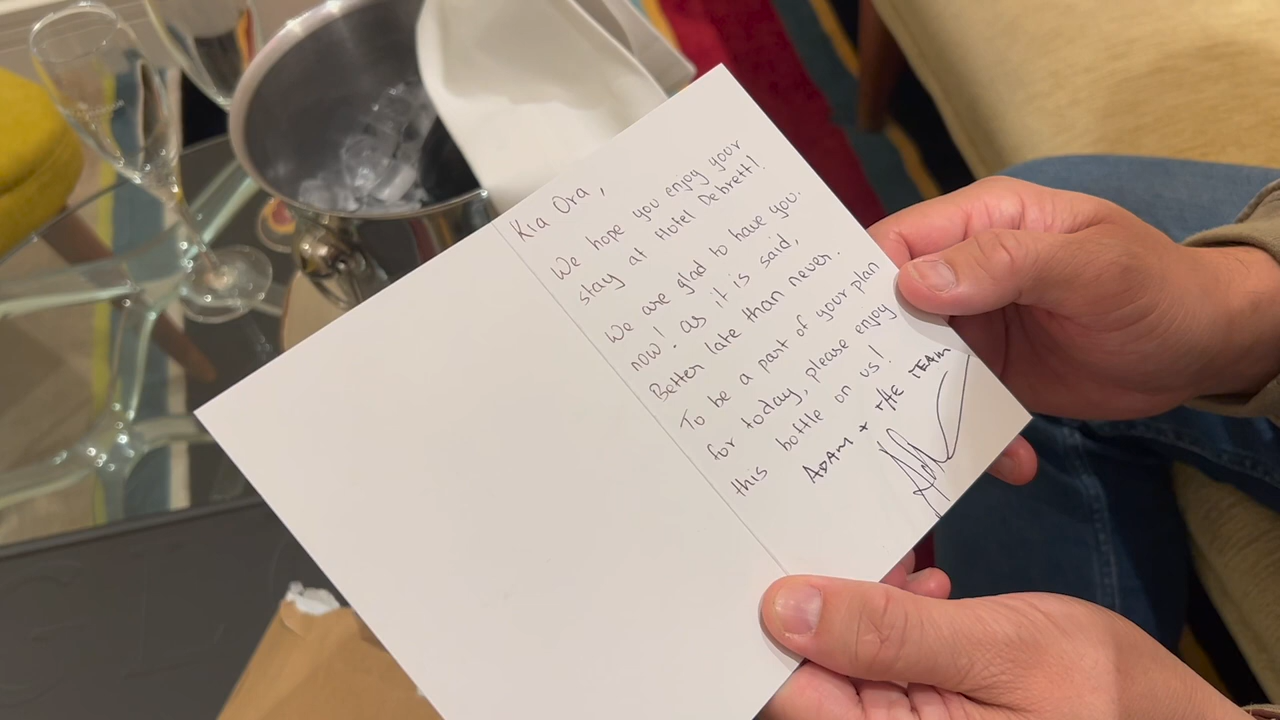 Kia Ora,
We hope you enjoy your
stay at Hotel Debrett!
We are glad to have you
now! as it is said,
Better late than never.
To be a part of your plan
for today, please enjoy
this bottle on us!
ADAM + THE TEAM